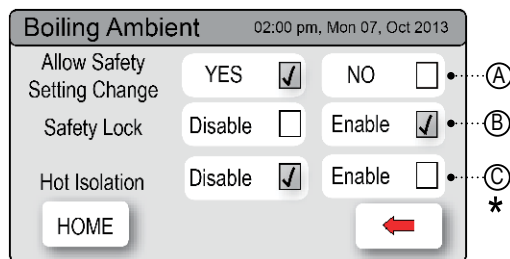 Boiling Ambient 02:00 pm, Mon 07, Oct 2013
Allow Safety
Setting Change YES NO A
Safety Lock Disable Enable B
Hot Isolation Disable Enable C
*
HOME